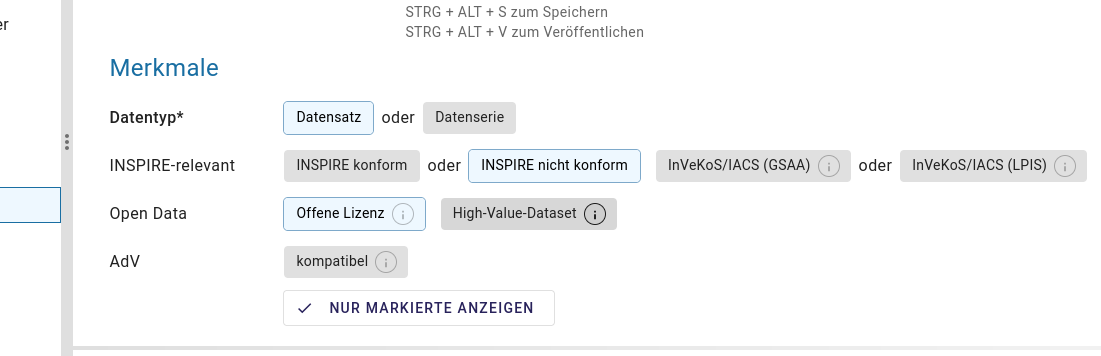 er
STRG + ALT + S zum Speichern
STRG + ALT + V zum Veröffentlichen
Merkmale
Datentyp* Datensatz oder Datenserie
INSPIRE-relevant INSPIRE konform oder INSPIRE nicht konform InVeKoS/IACS (GSAA) oder InVeKoS/IACS (LPIS)
Open Data Offene Lizenz High-Value-Dataset
AdV kompatibel
NUR MARKIERTE ANZEIGEN